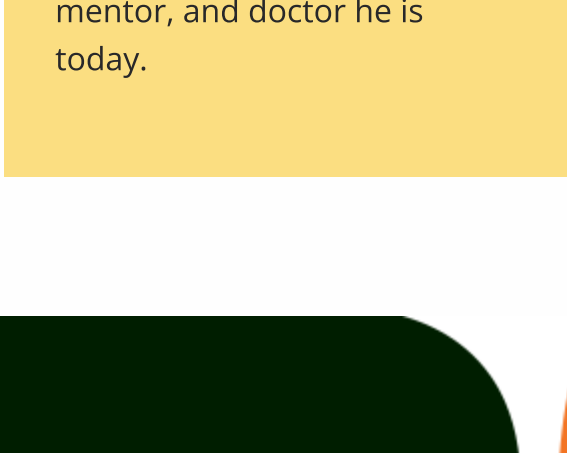 mentor, and doctor he is
today.